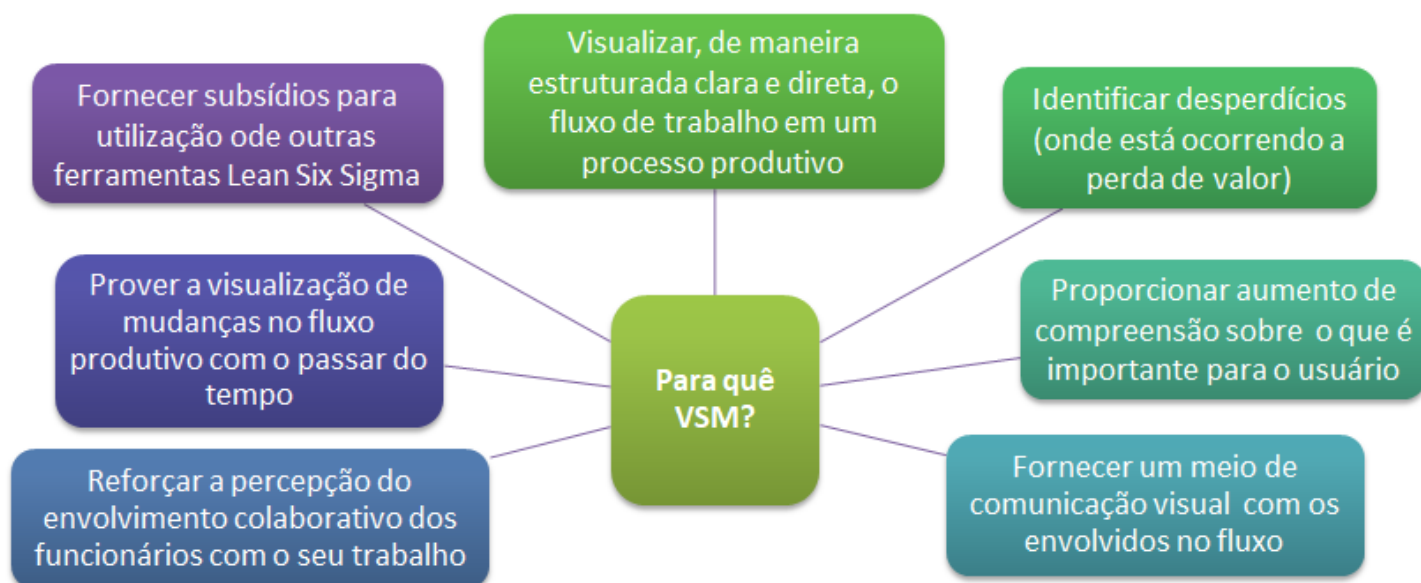 Visualizar, de maneira
estruturada clara e direta, o
fluxo de trabalho em um
processo produtivo
Identificar desperdícios
(onde está ocorrendo a
perda de valor)
Proporcionar aumento de
compreensão sobre o que é
importante para o usuário
Fornecer um meio de
comunicação visual com os
envolvidos no fluxo
Reforçar a percepção do
envolvimento colaborativo dos
funcionários com o seu trabalho
Prover a visualização de
mudanças no fluxo
produtivo com o passar do
tempo
Fornecer subsídios para
utilização ode outras
ferramentas Lean Six Sigma
Para quê
VSM?